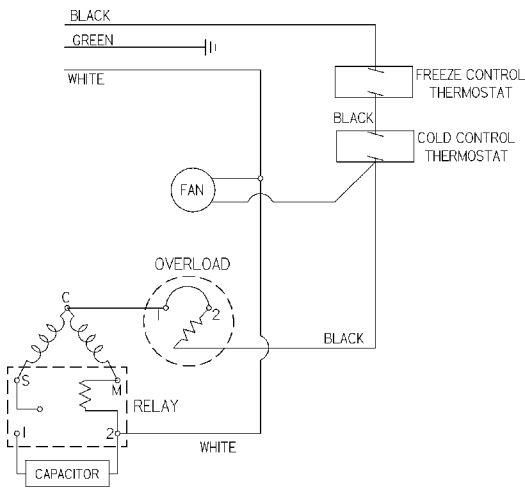 BLACK
GREEN
WHITE
FREEZE CONTROL
THERMOSTAT
BLACK
COLD CONTROL
THERMOSTAT
FAN
OVERLOAD
C
1
2
BLACK
S
M
RELAY
1
2
WHITE
CAPACITOR